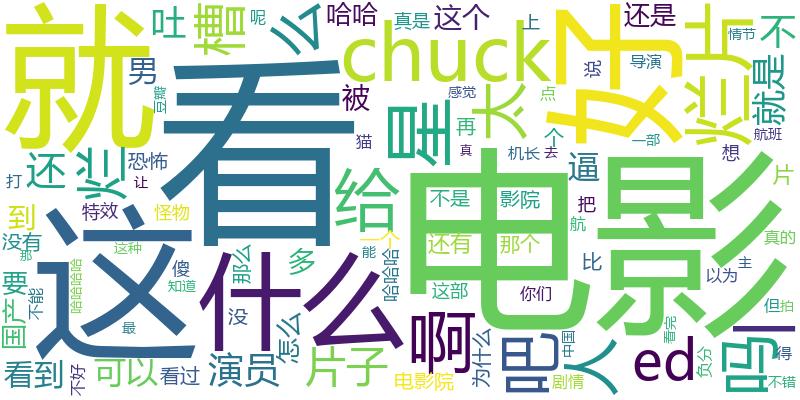 就
吐
槽
呢
么
哈哈
真是
这个
上
还是
情节
不
好
烂片
说
导演
就是
男
chuck
豆瓣
看
被
星
感觉
太
点
再
个
一部
航班
猫
真
机长
去
逼
想
还
烂
恐怖
打
让
给
不是
影院
把
片
到
特效
怪物
电影
航
没有
这种
那
这
傻
知道
那么
多
一个
能
还有
那个
真的
要
不能
哈哈哈哈
什么
哈哈哈
这部
你们
比
以为
主
国产
最
没
怎么
啊
为什么
吧
中国
人
看完
负分
吗
但
拍
看到
不好
可以
看过
演员
片子
电影院
剧情
ed
得
不错